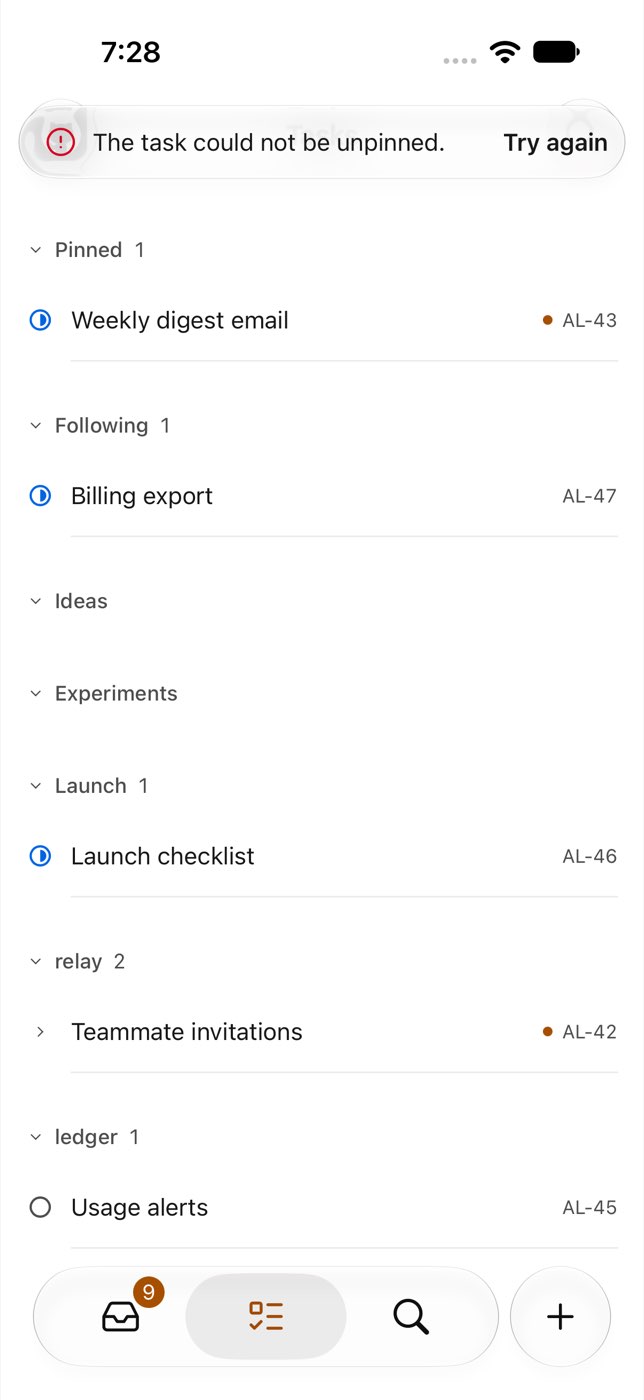 7:28
The task could not be unpinned. Try again
Pinned 1
Weekly digest email AL-43
Following 1
Billing export AL-47
Ideas
Experiments
Launch 1
Launch checklist AL-46
relay 2
Teammate invitations AL-42
ledger 1
Usage alerts AL-45
9